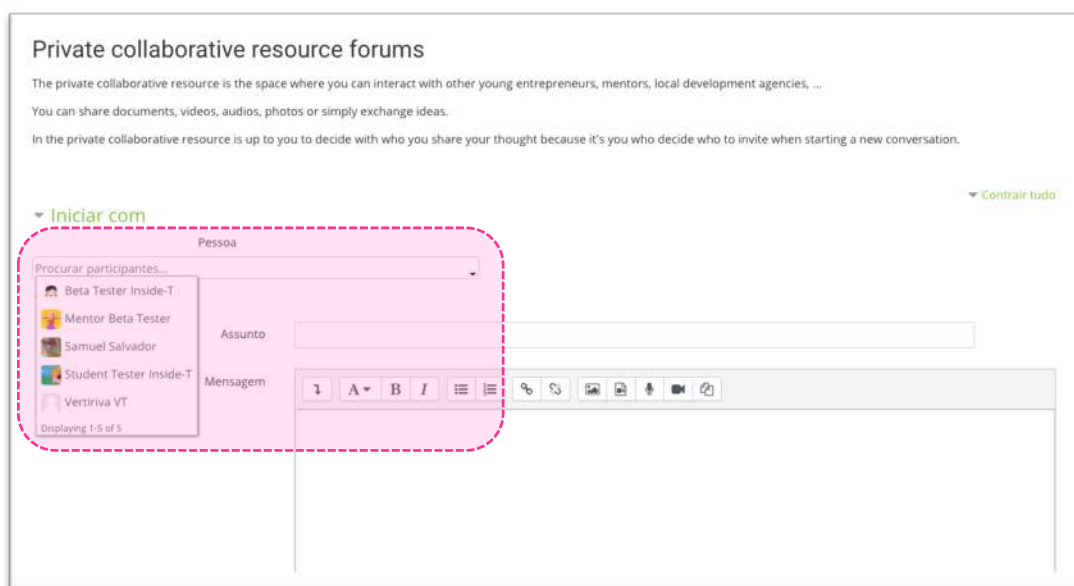 Private collaborative resource forums
The private collaborative resource is the space where you can interact with other young entrepreneurs, mentors, local development agencies, ...
You can share documents, videos, audios, photos or simply exchange ideas.
In the private collaborative resource is up to you to decide with who you share your thought because it's you who decide who to invite when starting a new conversation.
Contrair tudo
Iniciar com
Pessoa
Procurar participantes...
Beta Tester Inside-T
Mentor Beta Tester
Samuel Salvador
Student Tester Inside-T
Vertiriva VT
Displaying 1-5 of 5
Assunto
Mensagem
A B I